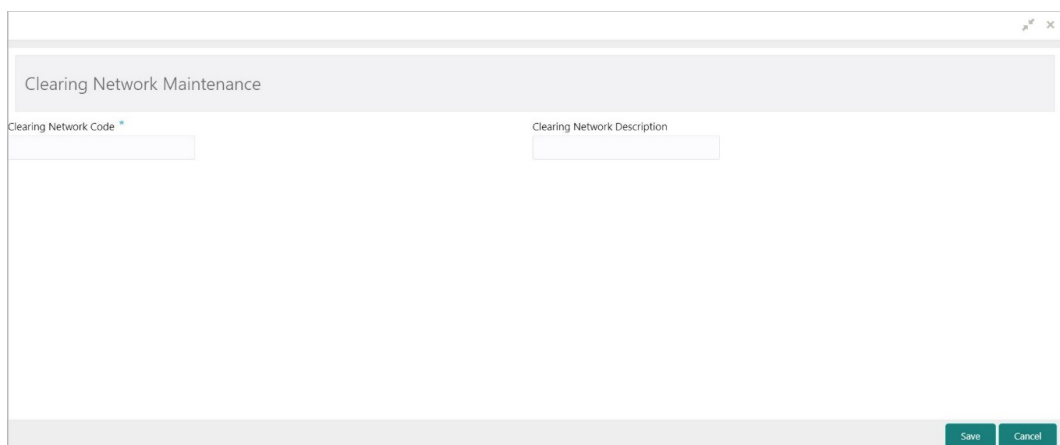 Clearing Network Maintenance
Clearing Network Code *
Clearing Network Description
Save
Cancel